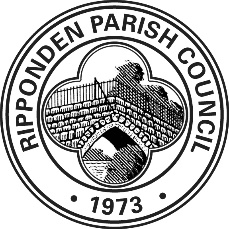 RIPPONDEN PARISH COUNCIL
• 1973 •